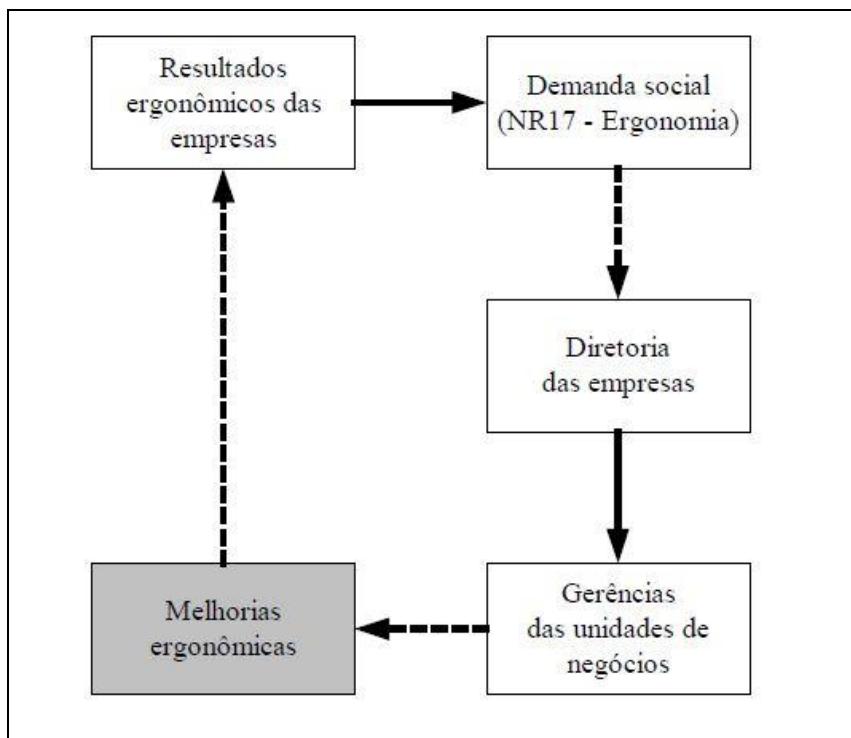 Resultados
ergonômicos das
empresas
Demanda social
(NR17 - Ergonomia)
Diretoria
das empresas
Melhorias
ergonômicas
Gerências
das unidades de
negócios